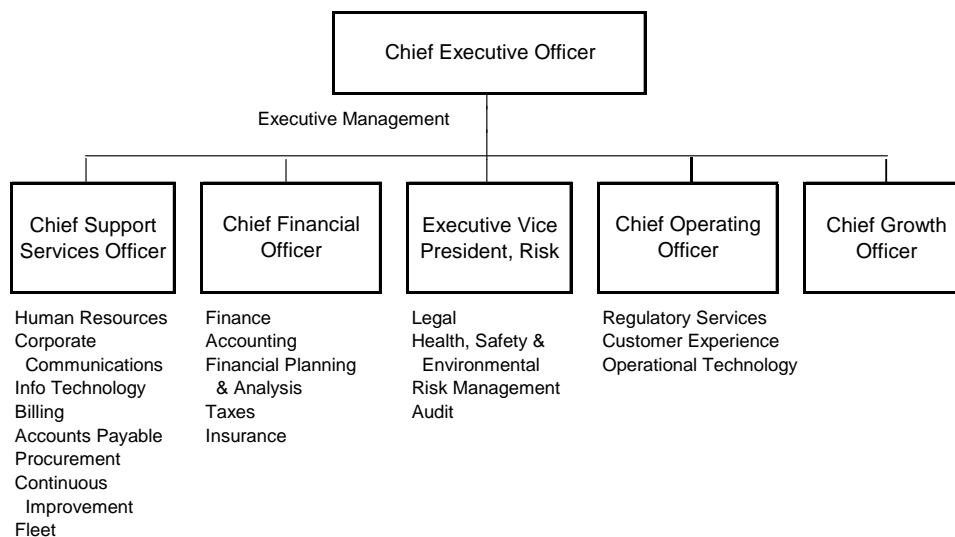 Chief Executive Officer
Executive Management
Chief Support
Services Officer
Chief Financial
Officer
Executive Vice
President, Risk
Chief Operating
Officer
Chief Growth
Officer
Human Resources
Corporate
Communications
Info Technology
Billing
Accounts Payable
Procurement
Continuous
Improvement
Fleet
Finance
Accounting
Financial Planning
& Analysis
Taxes
Insurance
Legal
Health, Safety &
Environmental
Risk Management
Audit
Regulatory Services
Customer Experience
Operational Technology